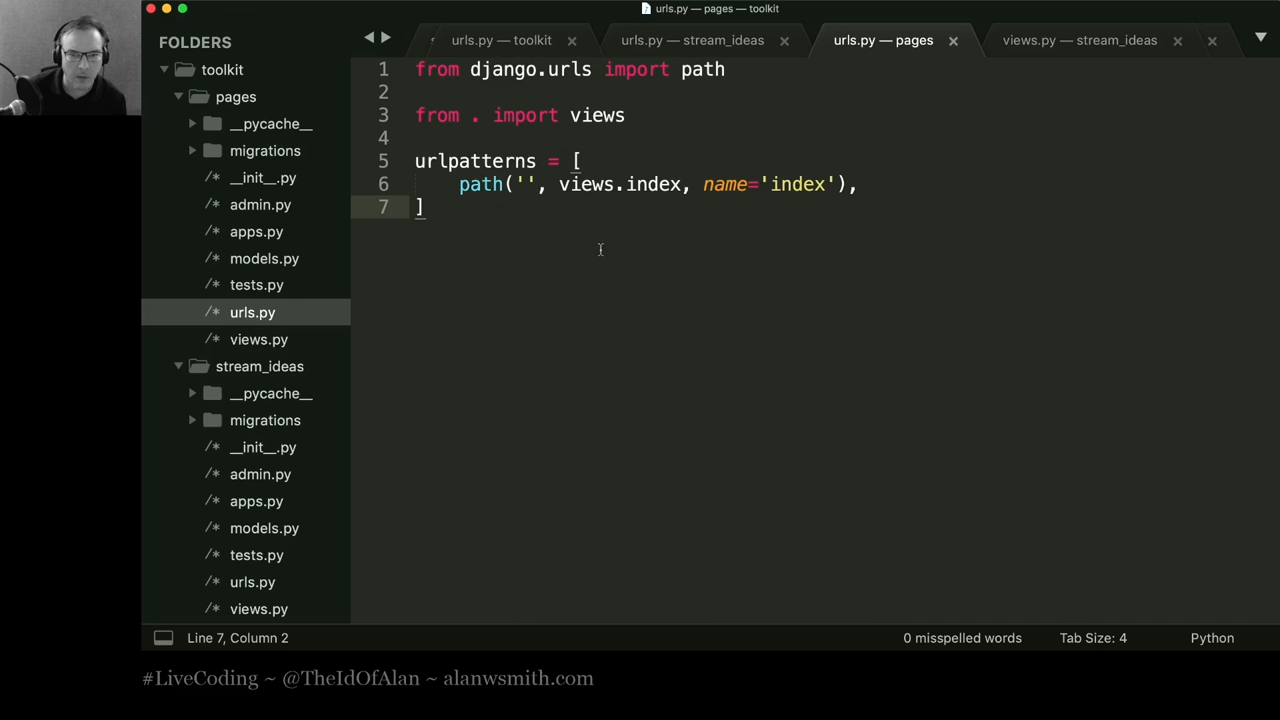 urls.py — pages — toolkit
FOLDERS
toolkit
pages
__pycache__
migrations
/* __init__.py
/* admin.py
/* apps.py
/* models.py
/* tests.py
/* urls.py
/* views.py
stream_ideas
__pycache__
migrations
/* __init__.py
/* admin.py
/* apps.py
/* models.py
/* tests.py
/* urls.py
/* views.py
urls.py — toolkit
urls.py — stream_ideas
urls.py — pages
views.py — stream_ideas
1 from django.urls import path
2
3 from . import views
4
5 urlpatterns = [
6 path('', views.index, name='index'),
7 ]
Line 7, Column 2
0 misspelled words
Tab Size: 4
Python
#LiveCoding ~ @TheIdOfAlan ~ alanwsmith.com